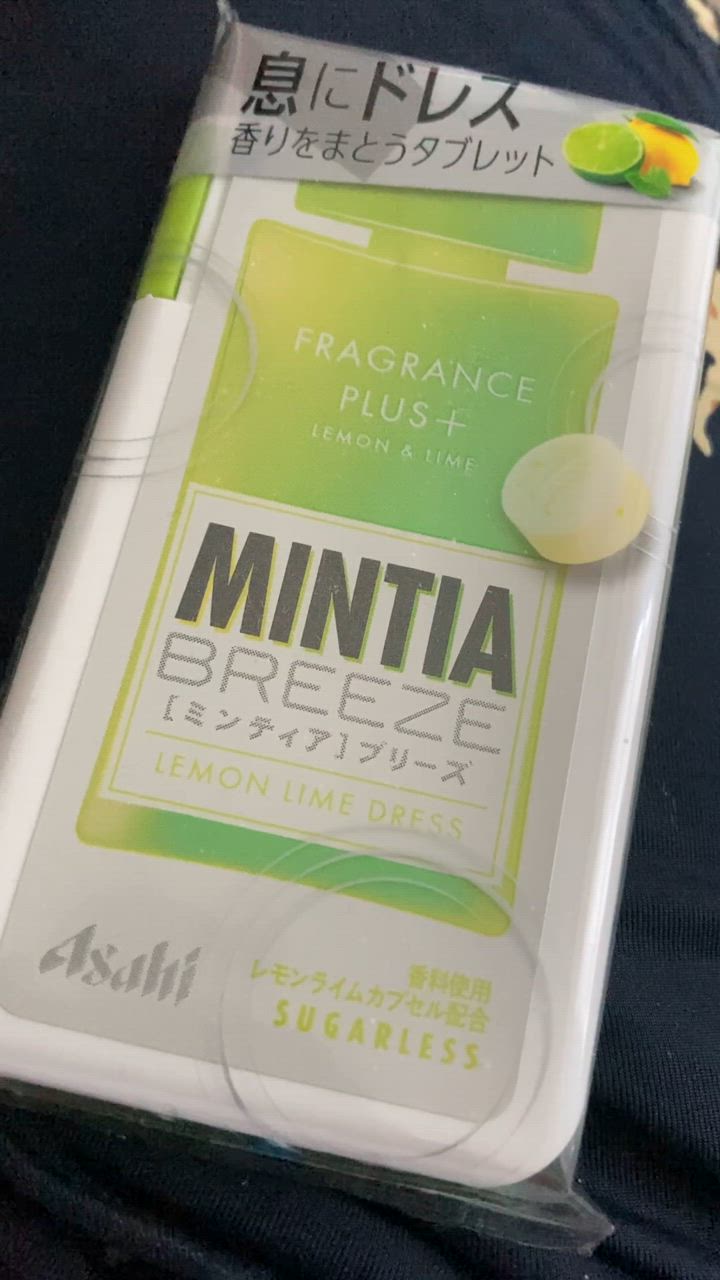 息にドレス
香りをまとうタブレット
FRAGRANCE
PLUS+
LEMON & LIME
MINTIA
BREEZE
[ミンティア]ブリーズ
LEMON LIME DRESS
Asahi
香料使用
レモンライムカプセル配合
SUGARLESS